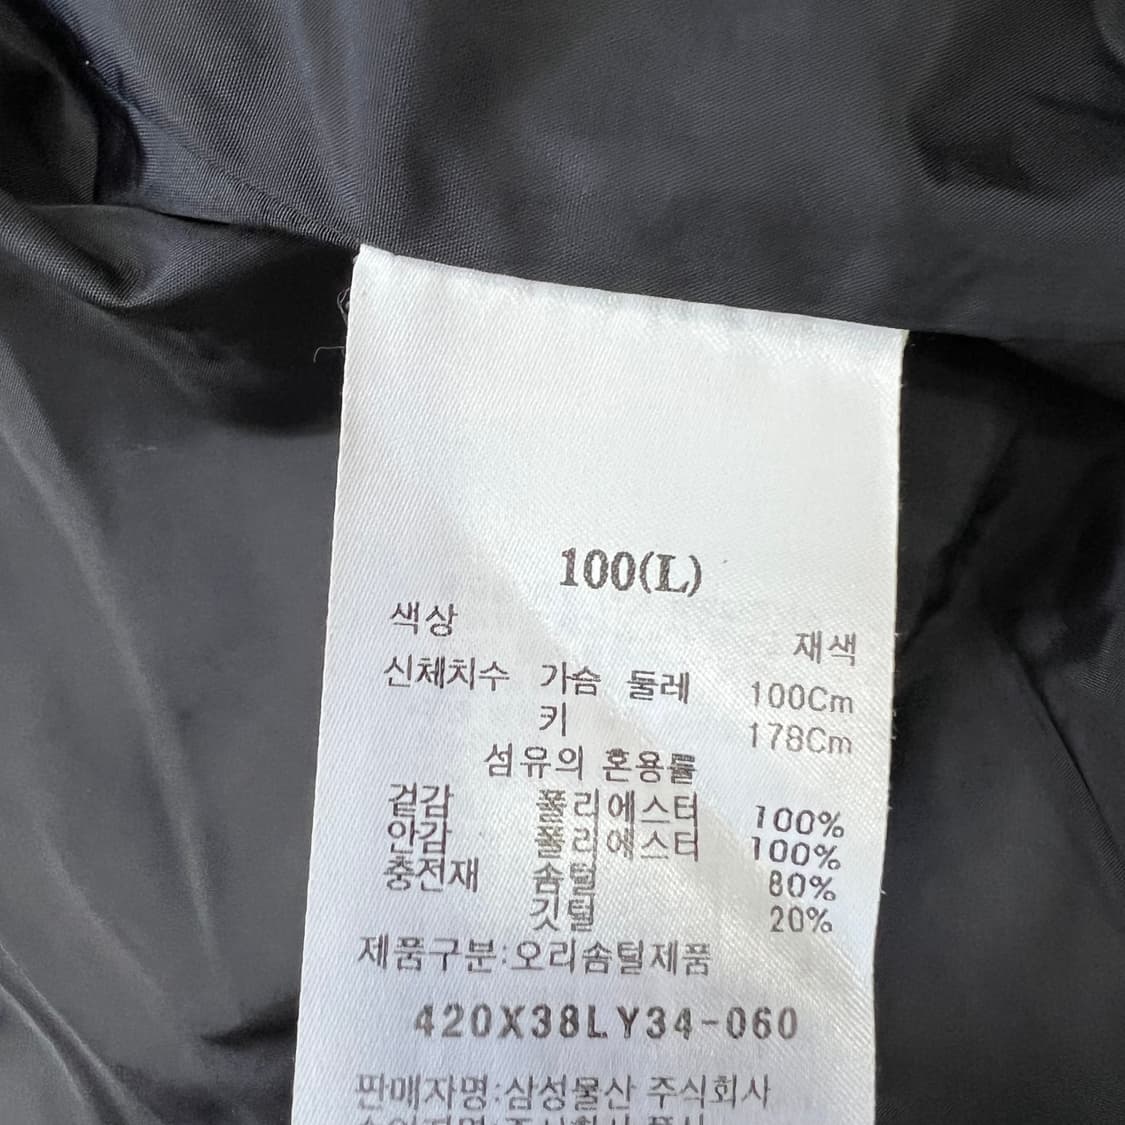 100(L)
색상 재색
신체치수 가슴 둘레 100Cm
키 178Cm
섬유의 혼용률
겉감 폴리에스터 100%
안감 폴리에스터 100%
충전재 솜털 80%
깃털 20%
제품구분:오리솜털제품
420X38LY34-060
판매자명:삼성물산 주식회사